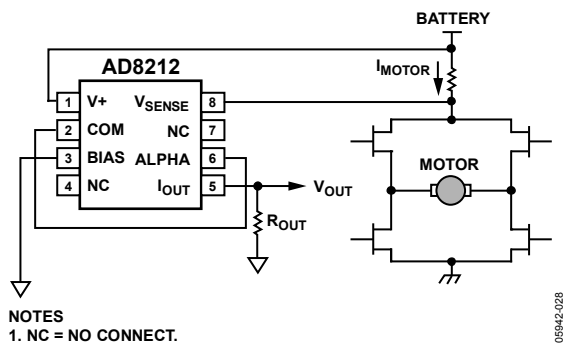 BATTERY
AD8212
I_MOTOR
1 V+ V_SENSE 8
2 COM NC 7
3 BIAS ALPHA 6
4 NC I_OUT 5
V_OUT
MOTOR
R_OUT
NOTES
1. NC = NO CONNECT.
05942-028